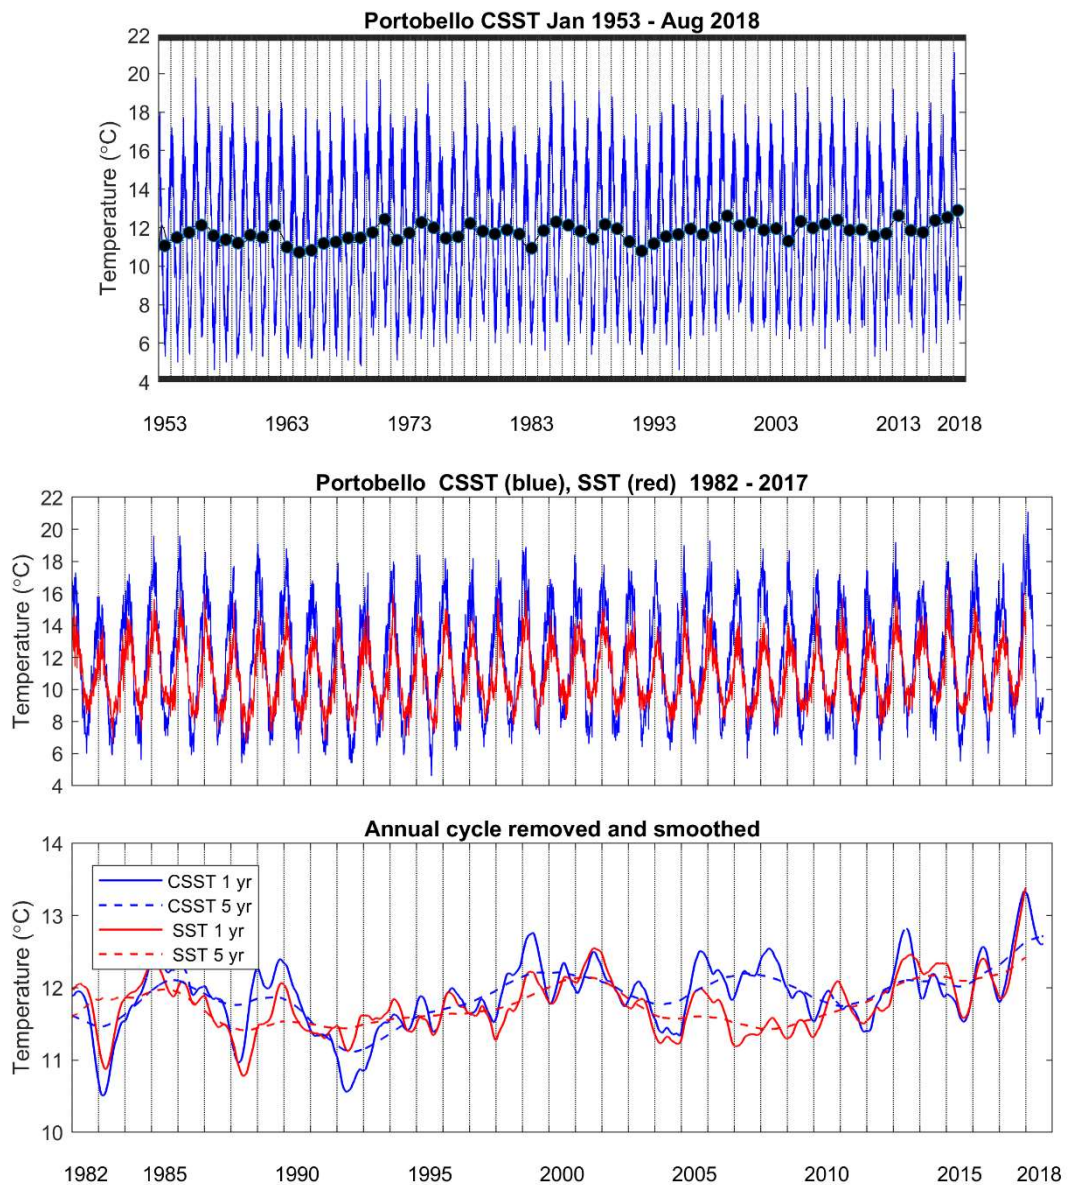 Portobello CSST Jan 1953 - Aug 2018
Temperature (°C)
22
20
18
16
14
12
10
8
6
4
1953 1963 1973 1983 1993 2003 2013 2018
Portobello CSST (blue), SST (red) 1982 - 2017
Temperature (°C)
22
20
18
16
14
12
10
8
6
4
Annual cycle removed and smoothed
Temperature (°C)
14
13
12
11
10
CSST 1 yr
CSST 5 yr
SST 1 yr
SST 5 yr
1982 1985 1990 1995 2000 2005 2010 2015 2018